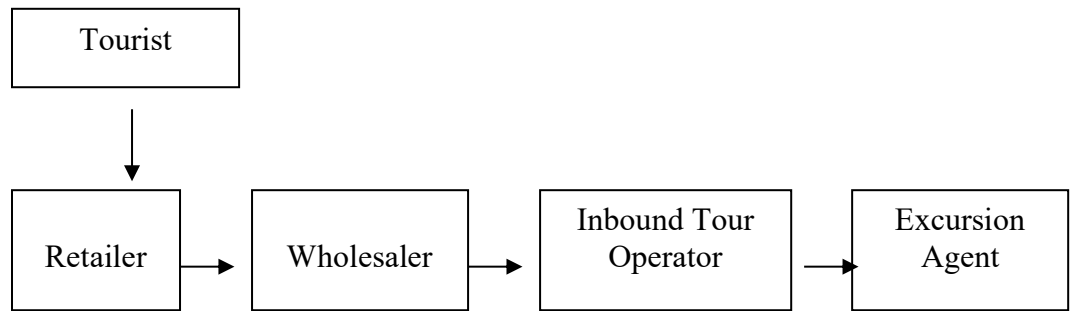 Tourist
Retailer
Wholesaler
Inbound Tour
Operator
Excursion
Agent